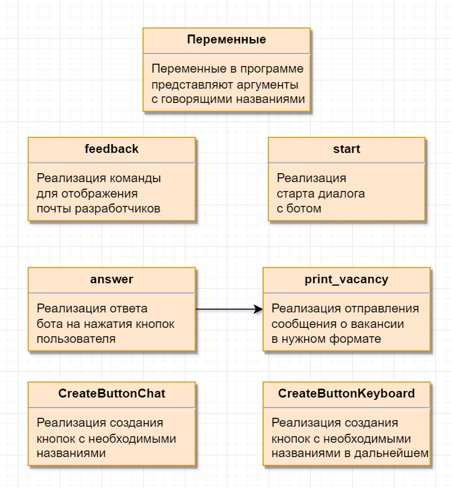 Переменные
Переменные в программе
представляют аргументы
с говорящими названиями
feedback
Реализация команды
для отображения
почты разработчиков
start
Реализация
старта диалога
с ботом
answer
Реализация ответа
бота на нажатия кнопок
пользователя
print_vacancy
Реализация отправления
сообщения о вакансии
в нужном формате
CreateButtonChat
Реализация создания
кнопок с необходимыми
названиями
CreateButtonKeyboard
Реализация создания
кнопок с необходимыми
названиями в дальнейшем